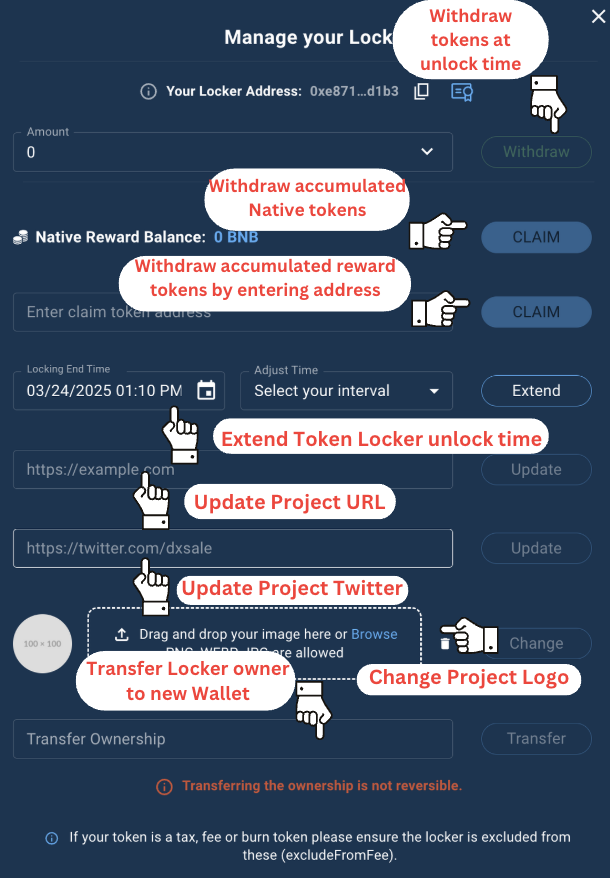 Manage your Lock
Withdraw
tokens at
unlock time
Your Locker Address: 0xe871...d1b3
Amount
0
Withdraw
Withdraw accumulated
Native tokens
Native Reward Balance: 0 BNB
CLAIM
Withdraw accumulated reward
tokens by entering address
Enter claim token address
CLAIM
Locking End Time
03/24/2025 01:10 PM
Adjust Time
Select your interval
Extend
Extend Token Locker unlock time
https://example.com
Update
Update Project URL
https://twitter.com/dxsale
Update
Update Project Twitter
100 × 100
Drag and drop your image here or Browse
PNG, WEBP, JPG are allowed
Change
Transfer Locker owner
to new Wallet
Change Project Logo
Transfer Ownership
Transfer
Transferring the ownership is not reversible.
If your token is a tax, fee or burn token please ensure the locker is excluded from
these (excludeFromFee).